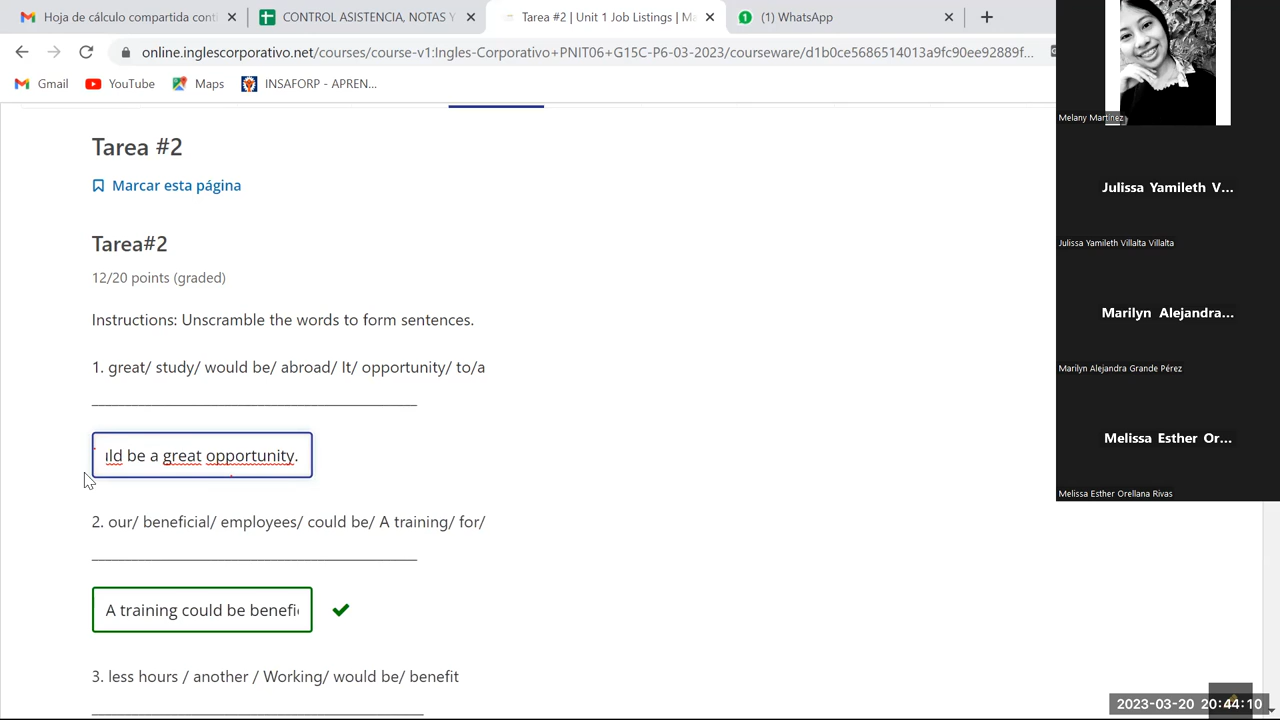 Hoja de cálculo compartida cont
CONTROL ASISTENCIA, NOTAS Y
Tarea #2 | Unit 1 Job Listings | Ma
(1) WhatsApp
online.inglescorporativo.net/courses/course-v1:Ingles-Corporativo+PNIT06+G15C-P6-03-2023/courseware/d1b0ce5686514013a9fc90ee92889f...
Gmail
YouTube
Maps
INSAFORP - APREN...
Tarea #2
Marcar esta página
Tarea#2
12/20 points (graded)
Instructions: Unscramble the words to form sentences.
1. great/ study/ would be/ abroad/ It/ opportunity/ to/a
uld be a great opportunity.
2. our/ beneficial/ employees/ could be/ A training/ for/
A training could be benefi
3. less hours / another / Working/ would be/ benefit
Melany Martinez
Julissa Yamileth V...
Julissa Yamileth Villalta Villalta
Marilyn Alejandra...
Marilyn Alejandra Grande Pérez
Melissa Esther Or...
Melissa Esther Orellana Rivas
2023-03-20 20:44:10